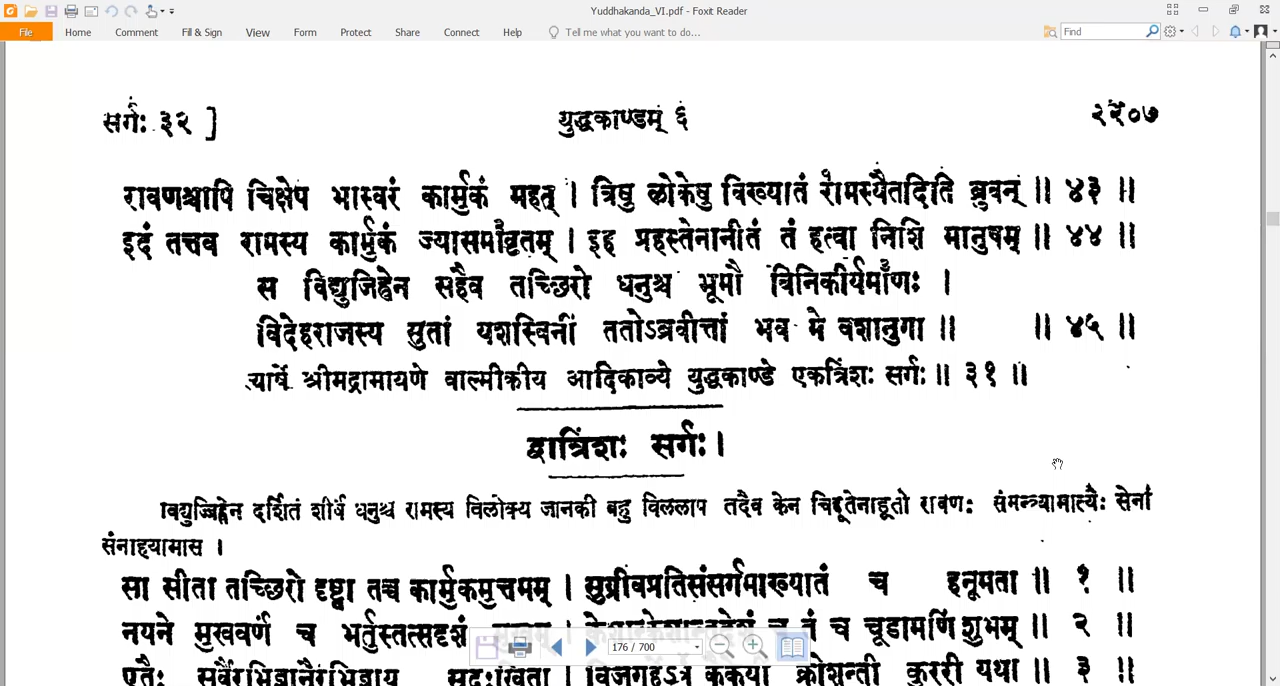 Yuddhakanda_VI.pdf - Foxit Reader
File Home Comment Fill & Sign View Form Protect Share Connect Help Tell me what you want to do... Find
सर्गः ३२ ] युद्धकाण्डम् ६
रावणश्चापि चिक्षेप भास्वरं कार्मुकं महत् । त्रिषु लोकेषु विख्यातं रामस्यैतदिति ब्रुवन् ॥ ४३ ॥
इदं तत्तव रामस्य कार्मुकं ज्यासमावृतम् । इह प्रहस्तेनानीतं तं हत्वा निशि मानुषम् ॥ ४४ ॥
स विद्युजिह्वेन सहैव तच्छिरो धनुश्च भूमौ विनिकीर्यमाणः ।
विदेहराजस्य सुतां यशस्विनीं ततोऽब्रवीत्तां भव मे वशानुगा ॥ ॥ ४५ ॥
श्रीमद्रामायणे वाल्मीकीय आदिकाव्ये युद्धकाण्डे एकत्रिंशः सर्गः ॥ ३१ ॥
द्वात्रिंशः सर्गः ।
विद्युज्जिह्वेन दर्शितं शीर्षं धनुश्च रामस्य विलोक्य जानकी बहु विललाप तदैव केन चिद्दूतेनाहूतो रावणः संमन्त्र्यामात्यैः सेनां
संनाहयामास ।
सा सीता तच्छिरो दृष्ट्वा तच्च कार्मुकमुत्तमम् । सुग्रीवप्रतिसंसर्गमाख्यातं च हनूमता ॥ १ ॥
नयने मुखवर्णं च भर्तुस्तत्सदृशं च तं च चूडामणिं शुभम् ॥ २ ॥
एतैः क्रोशन्ती कुररी यथा ॥ ३ ॥
176 / 700